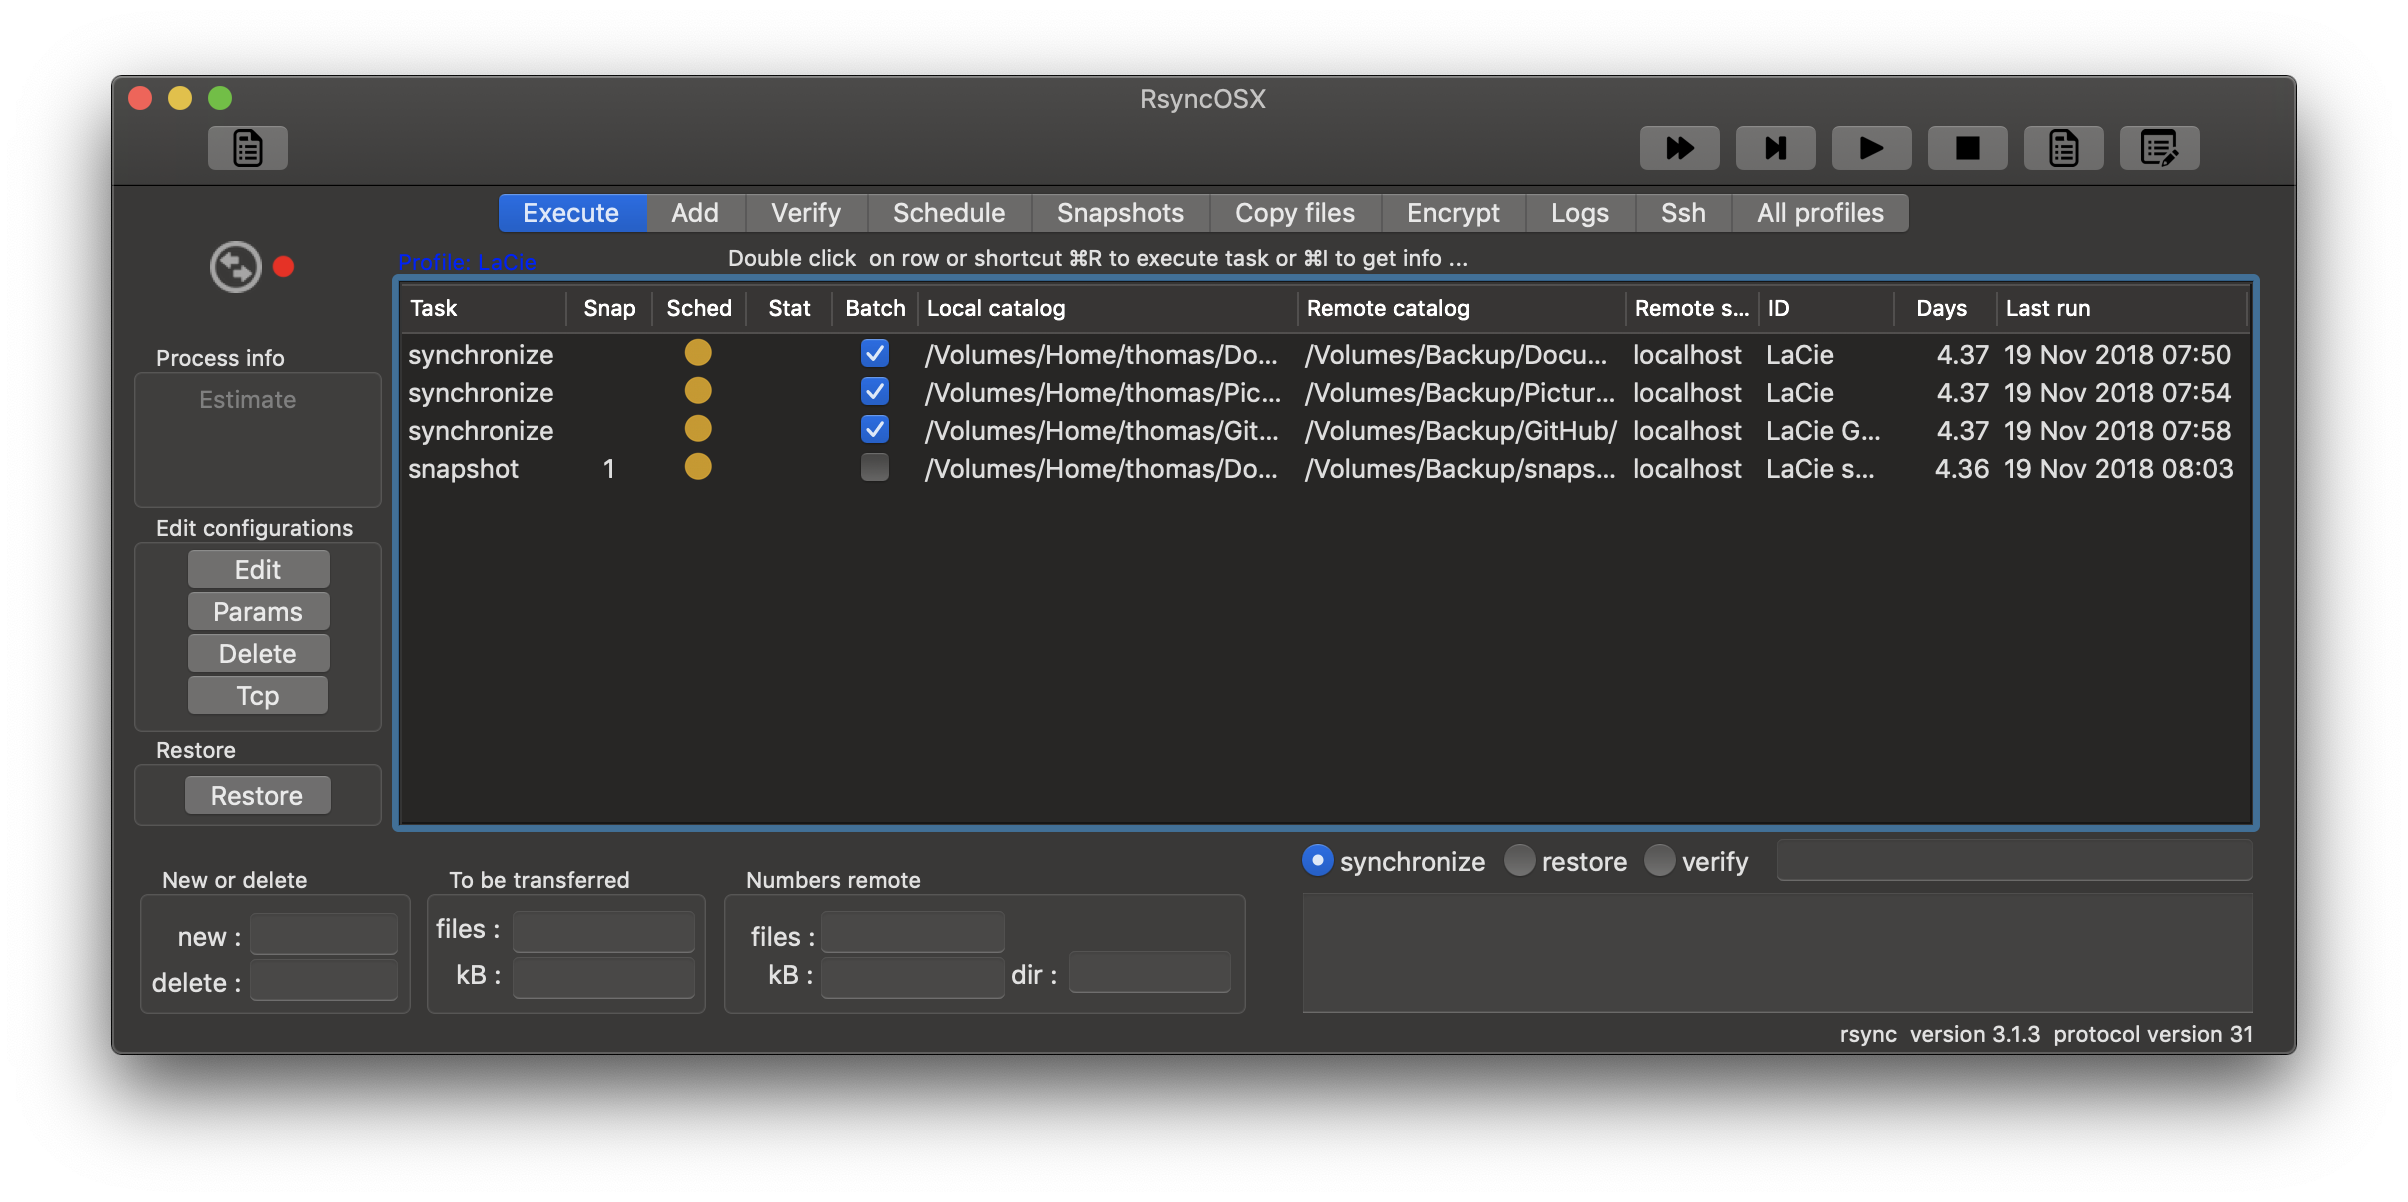 RsyncOSX
Execute Add Verify Schedule Snapshots Copy files Encrypt Logs Ssh All profiles
Profile: LaCie
Double click  on row or shortcut ⌘R to execute task or ⌘I to get info ...
Task Snap Sched Stat Batch Local catalog Remote catalog Remote s... ID Days Last run
synchronize /Volumes/Home/thomas/Do... /Volumes/Backup/Docu... localhost LaCie 4.37 19 Nov 2018 07:50
synchronize /Volumes/Home/thomas/Pic... /Volumes/Backup/Pictur... localhost LaCie 4.37 19 Nov 2018 07:54
synchronize /Volumes/Home/thomas/Git... /Volumes/Backup/GitHub/ localhost LaCie G... 4.37 19 Nov 2018 07:58
snapshot 1 /Volumes/Home/thomas/Do... /Volumes/Backup/snaps... localhost LaCie s... 4.36 19 Nov 2018 08:03
Process info
Estimate
Edit configurations
Edit
Params
Delete
Tcp
Restore
Restore
synchronize restore verify
New or delete
new :
delete :
To be transferred
files :
kB :
Numbers remote
files :
kB : dir :
rsync  version 3.1.3  protocol version 31